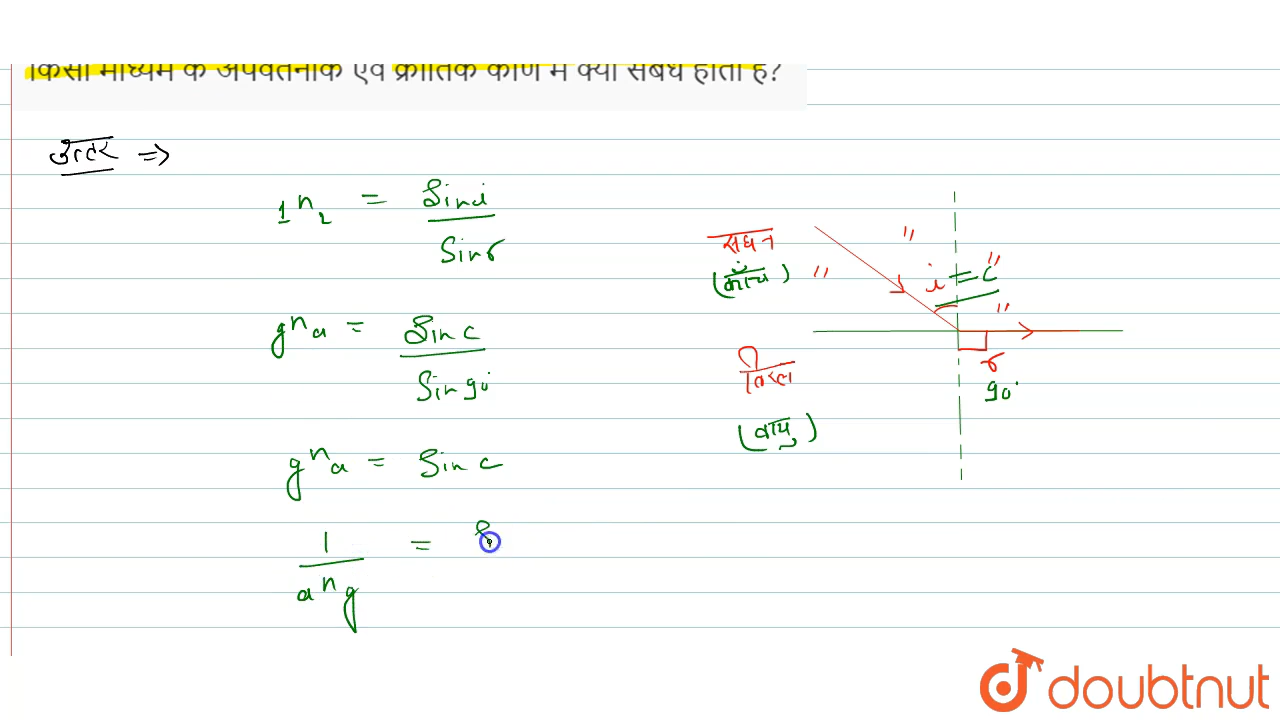 किसी माध्यम के अपवर्तनांक एवं क्रांतिक कोण में क्या संबंध होता है?
उत्तर ⇒
1n2 = Sin i / Sin r
gna = Sin c / Sin 90°
gna = Sin c
1 / ang = S
सघन
(काँच)
"
"
i = c
"
"
विरल
(वायु)
r
90°
doubtnut